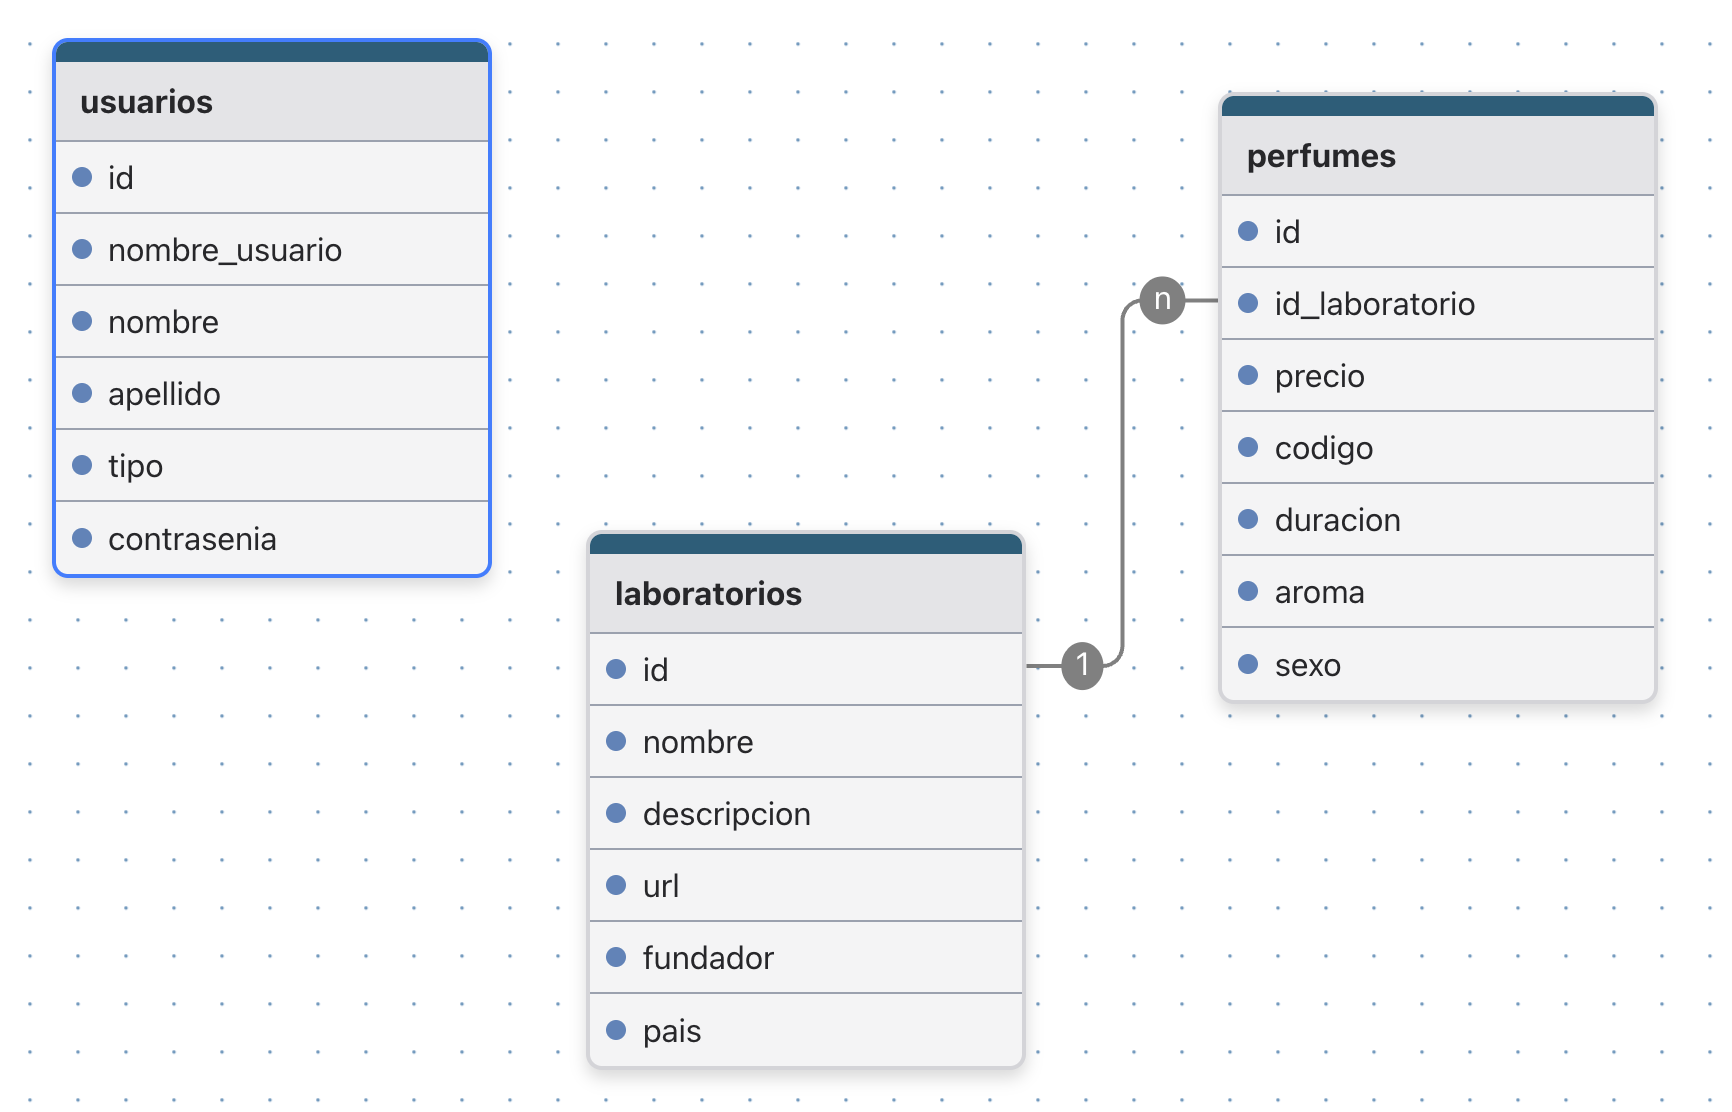 usuarios
id
nombre_usuario
nombre
apellido
tipo
contrasenia
perfumes
id
id_laboratorio
precio
codigo
duracion
aroma
sexo
n
1
laboratorios
id
nombre
descripcion
url
fundador
pais